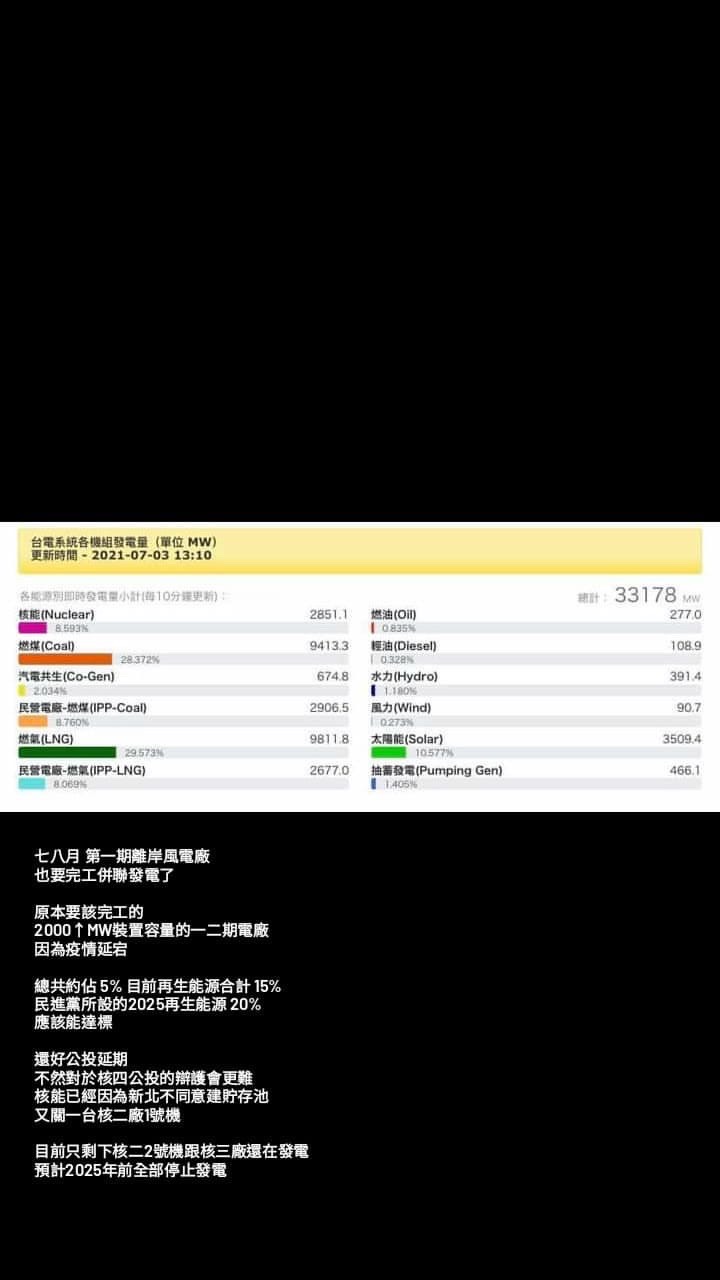 台電系統各機組發電量（單位 MW）
更新時間 - 2021-07-03 13:10
各能源別即時發電量小計(每10分鐘更新)：
總計： 33178 MW
核能(Nuclear) 2851.1
8.593%
燃煤(Coal) 9413.3
28.372%
汽電共生(Co-Gen) 674.8
2.034%
民營電廠-燃煤(IPP-Coal) 2906.5
8.760%
燃氣(LNG) 9811.8
29.573%
民營電廠-燃氣(IPP-LNG) 2677.0
8.069%
燃油(Oil) 277.0
0.835%
輕油(Diesel) 108.9
0.328%
水力(Hydro) 391.4
1.180%
風力(Wind) 90.7
0.273%
太陽能(Solar) 3509.4
10.577%
抽蓄發電(Pumping Gen) 466.1
1.405%
七八月 第一期離岸風電廠
也要完工併聯發電了
原本要該完工的
2000↑MW裝置容量的一二期電廠
因為疫情延宕
總共約佔 5% 目前再生能源合計 15%
民進黨所設的2025再生能源 20%
應該能達標
還好公投延期
不然對於核四公投的辯護會更難
核能已經因為新北不同意建貯存池
又關一台核二廠1號機
目前只剩下核二2號機跟核三廠還在發電
預計2025年前全部停止發電